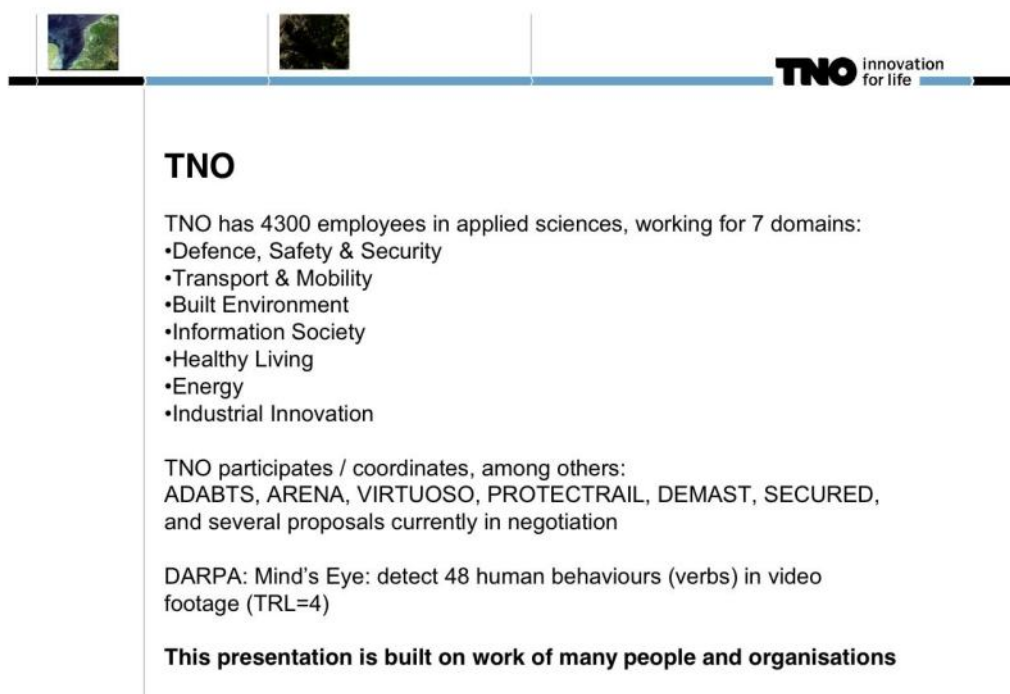 TNO innovation
for life
TNO
TNO has 4300 employees in applied sciences, working for 7 domains:
•Defence, Safety & Security
•Transport & Mobility
•Built Environment
•Information Society
•Healthy Living
•Energy
•Industrial Innovation
TNO participates / coordinates, among others:
ADABTS, ARENA, VIRTUOSO, PROTECTRAIL, DEMAST, SECURED,
and several proposals currently in negotiation
DARPA: Mind's Eye: detect 48 human behaviours (verbs) in video
footage (TRL=4)
This presentation is built on work of many people and organisations